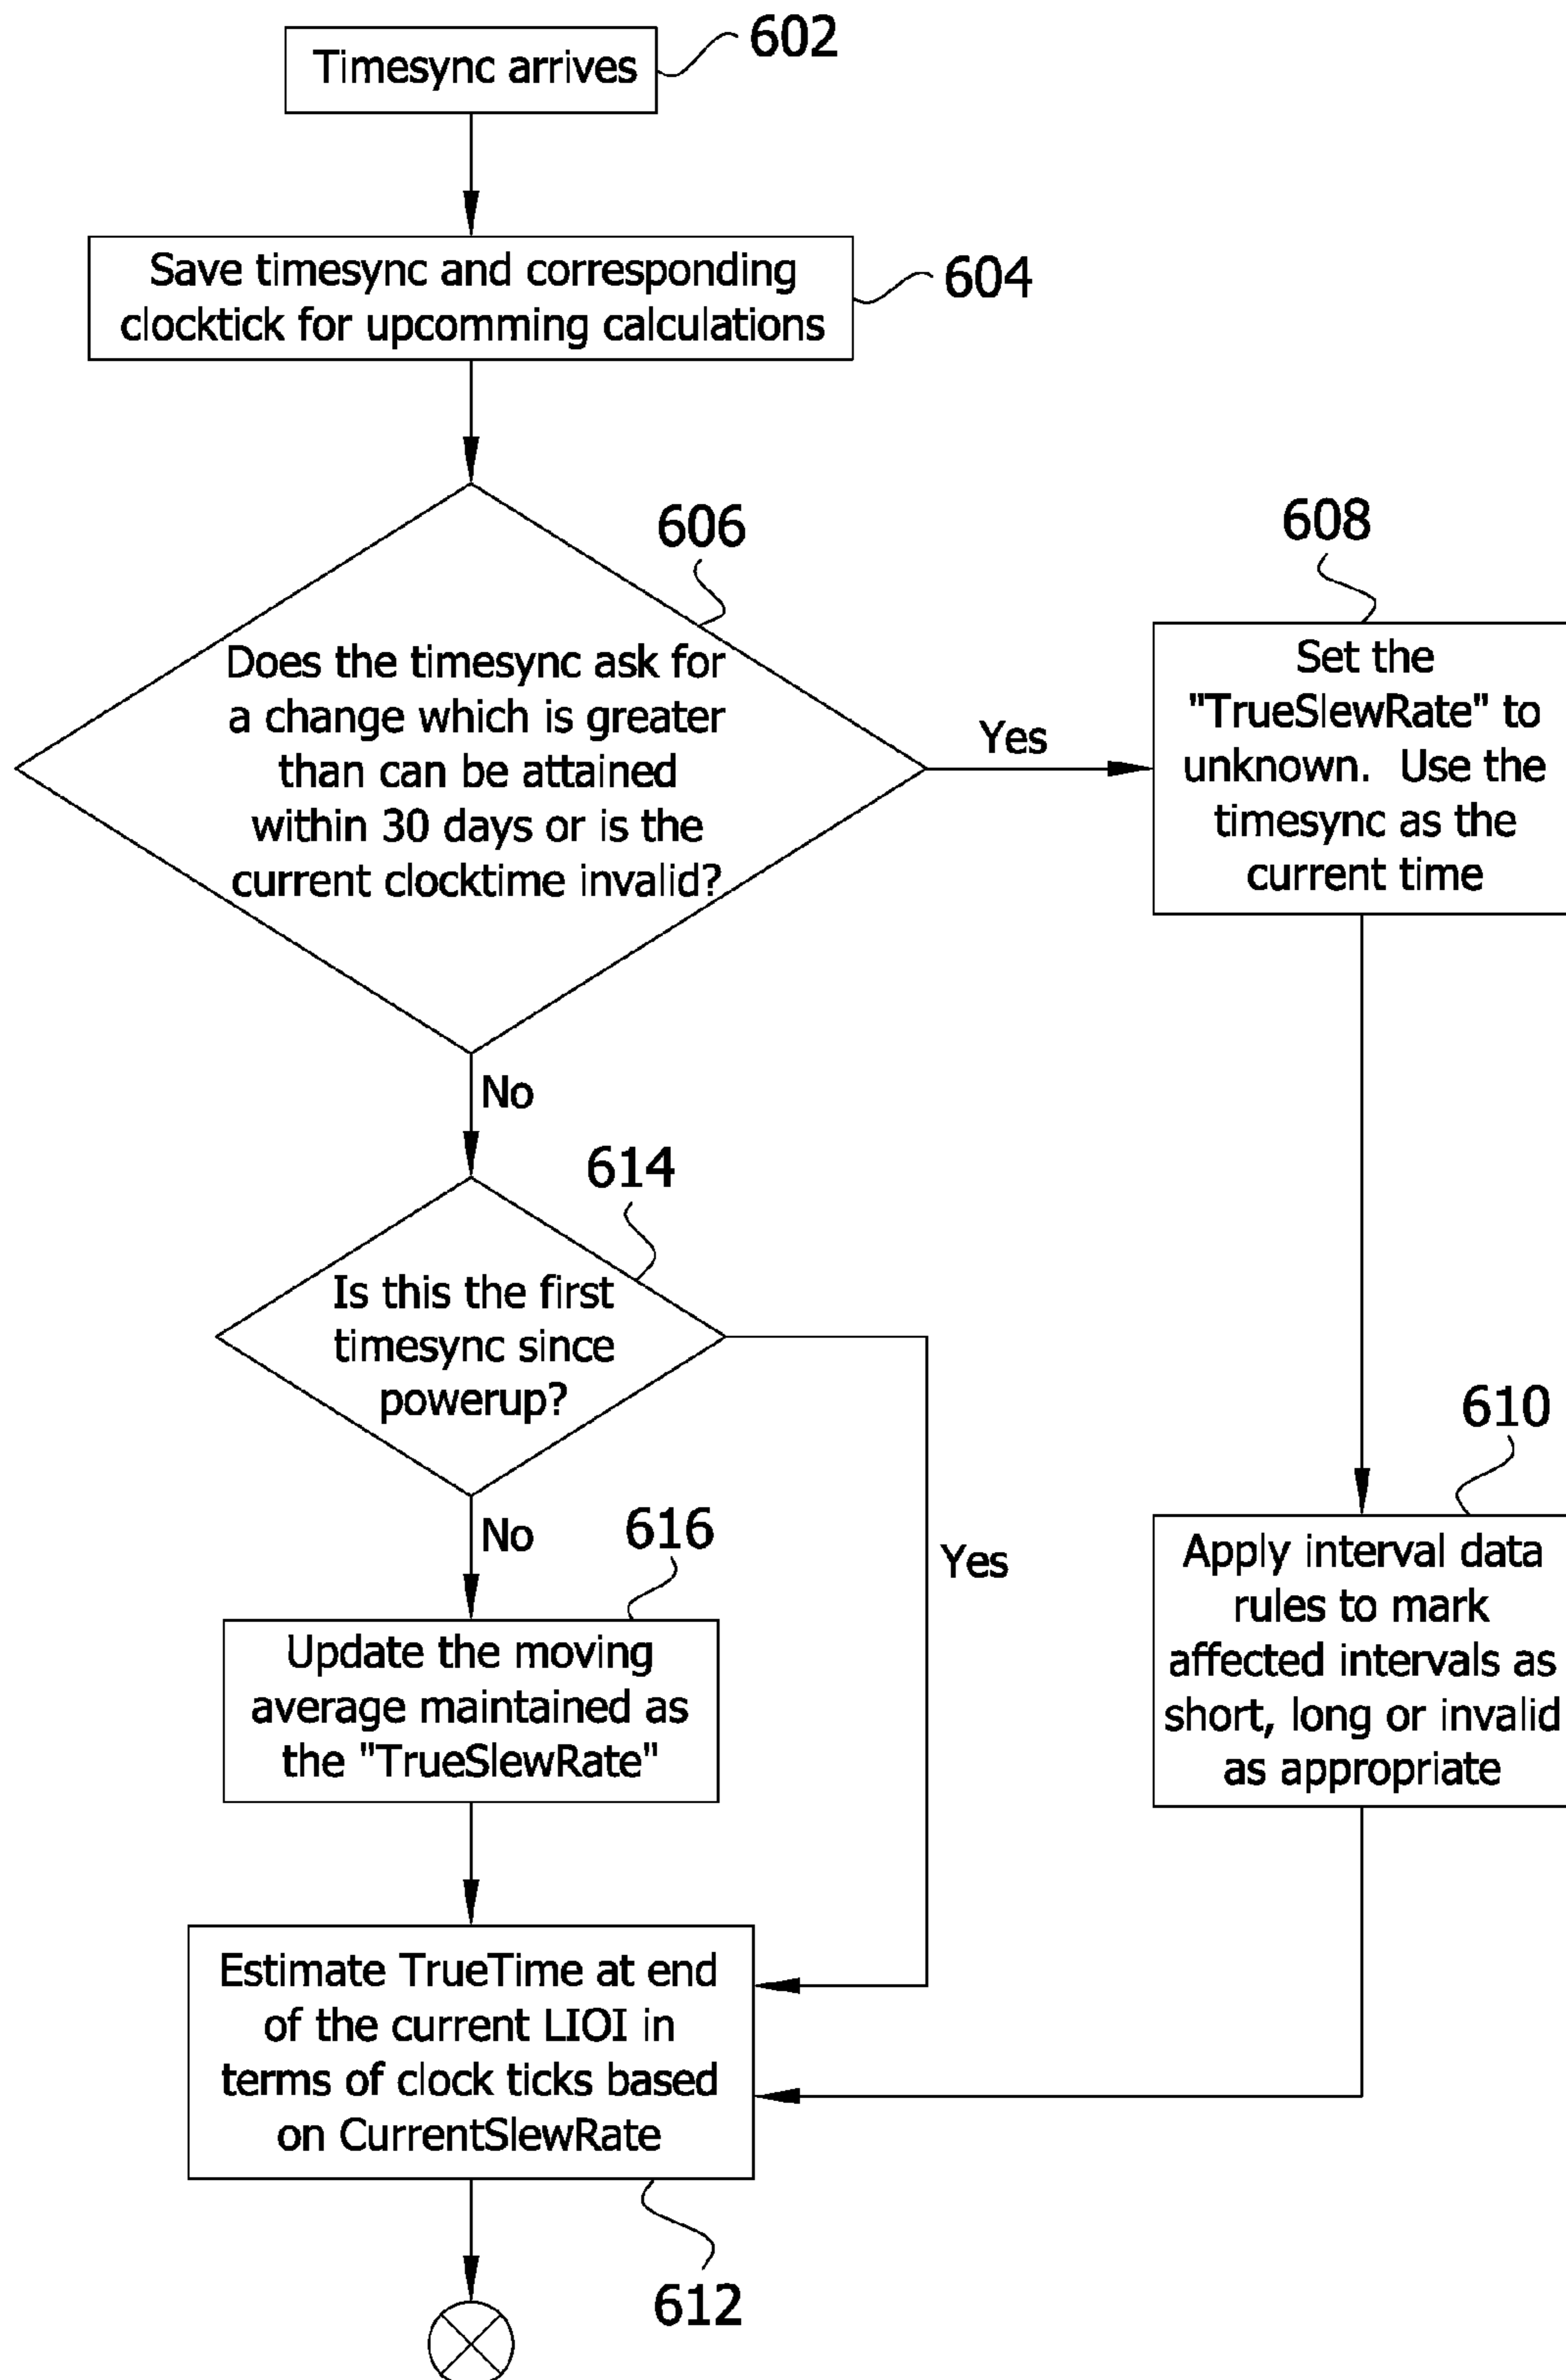 Timesync arrives
602
Save timesync and corresponding
clocktick for upcomming calculations
604
606
Does the timesync ask for
a change which is greater
than can be attained
within 30 days or is the
current clocktime invalid?
Yes
608
Set the
"TrueSlewRate" to
unknown. Use the
timesync as the
current time
No
614
Is this the first
timesync since
powerup?
610
Apply interval data
rules to mark
affected intervals as
short, long or invalid
as appropriate
No
Yes
616
Update the moving
average maintained as
the "TrueSlewRate"
Estimate TrueTime at end
of the current LIOI in
terms of clock ticks based
on CurrentSlewRate
612